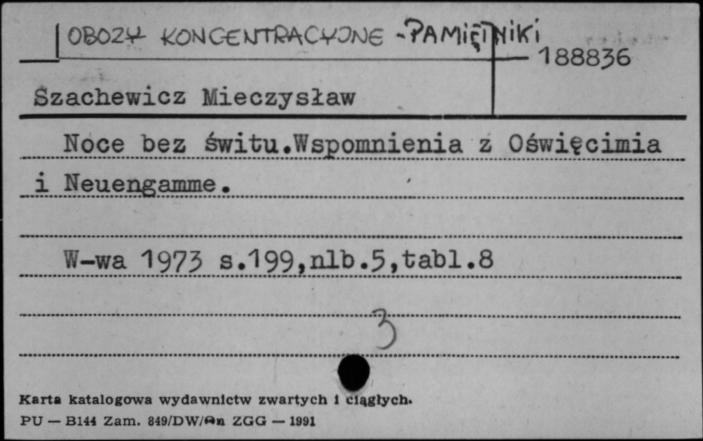 OBOZY KONCENTRACYJNE - PAMIĘTNIKI
188836
Szachewicz Mieczysław
Noce bez świtu.Wspomnienia z Oświęcimia
i Neuengamme.
W-wa 1973 s.199,nlb.5,tabl.8
3
Karta katalogowa wydawnictw zwartych i ciągłych.
PU — B144 Zam. 849/DW/An ZGG — 1991